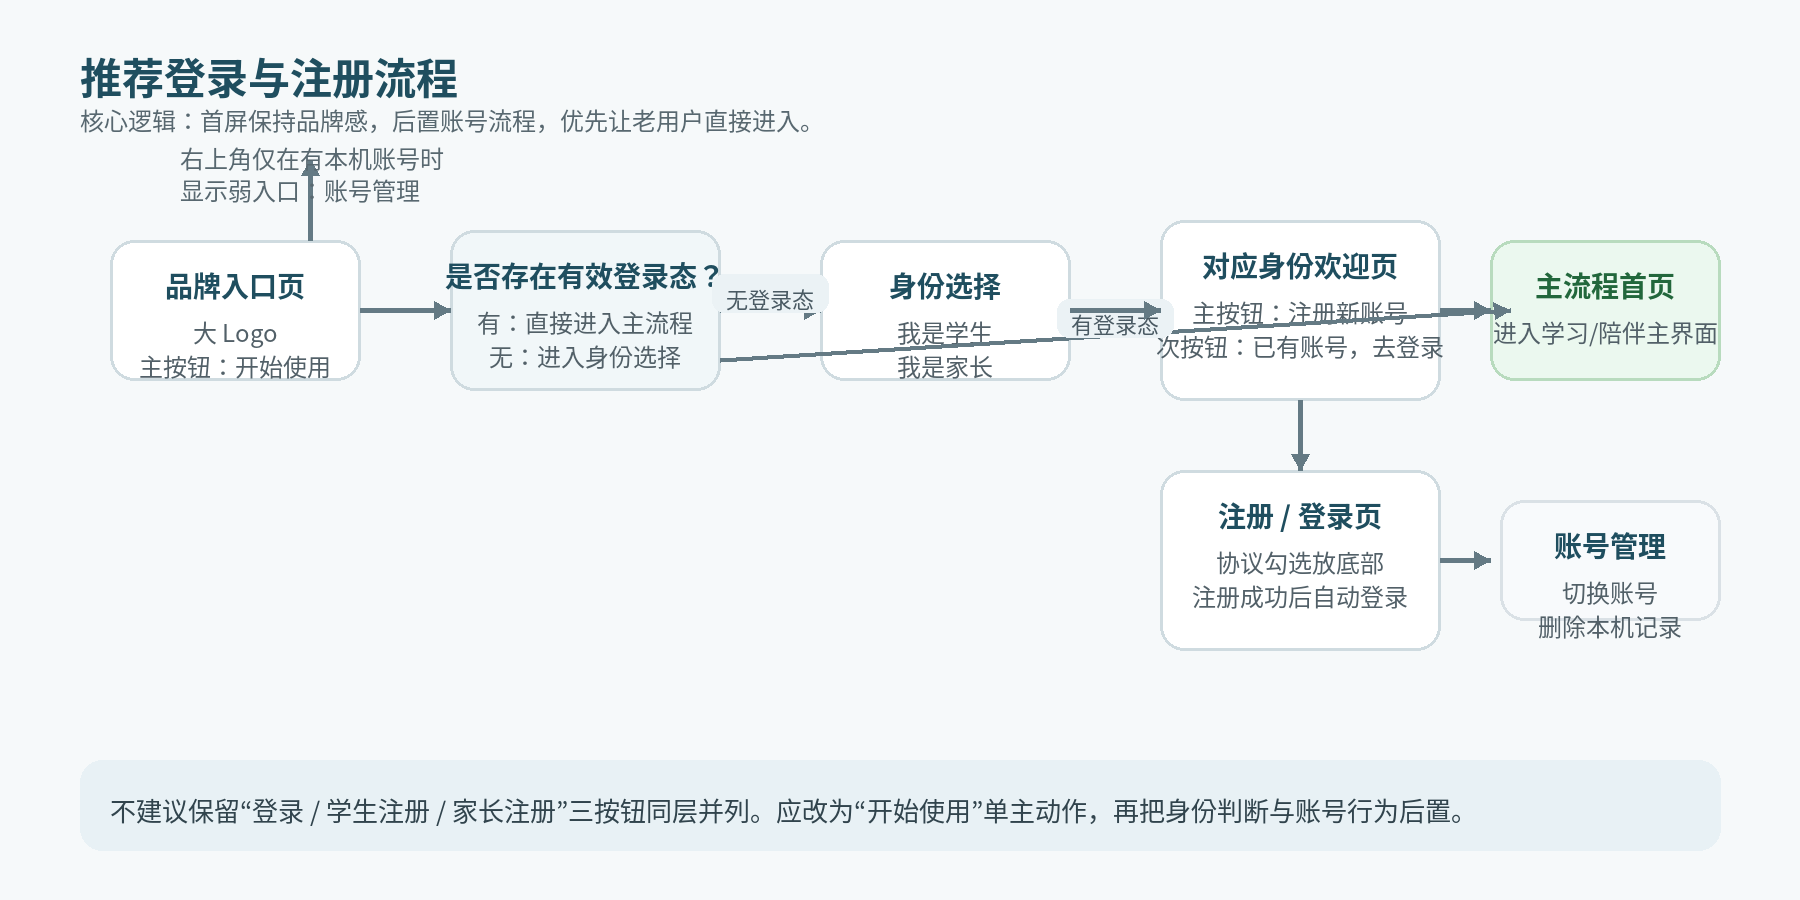 推荐登录与注册流程
核心逻辑：首屏保持品牌感，后置账号流程，优先让老用户直接进入。
右上角仅在有本机账号时
显示弱入口：账号管理
品牌入口页
大 Logo
主按钮：开始使用
是否存在有效登录态？
有：直接进入主流程
无：进入身份选择
无登录态
身份选择
我是学生
我是家长
有登录态
对应身份欢迎页
主按钮：注册新账号
次按钮：已有账号，去登录
主流程首页
进入学习/陪伴主界面
注册 / 登录页
协议勾选放底部
注册成功后自动登录
账号管理
切换账号
删除本机记录
不建议保留“登录 / 学生注册 / 家长注册”三按钮同层并列。应改为“开始使用”单主动作，再把身份判断与账号行为后置。